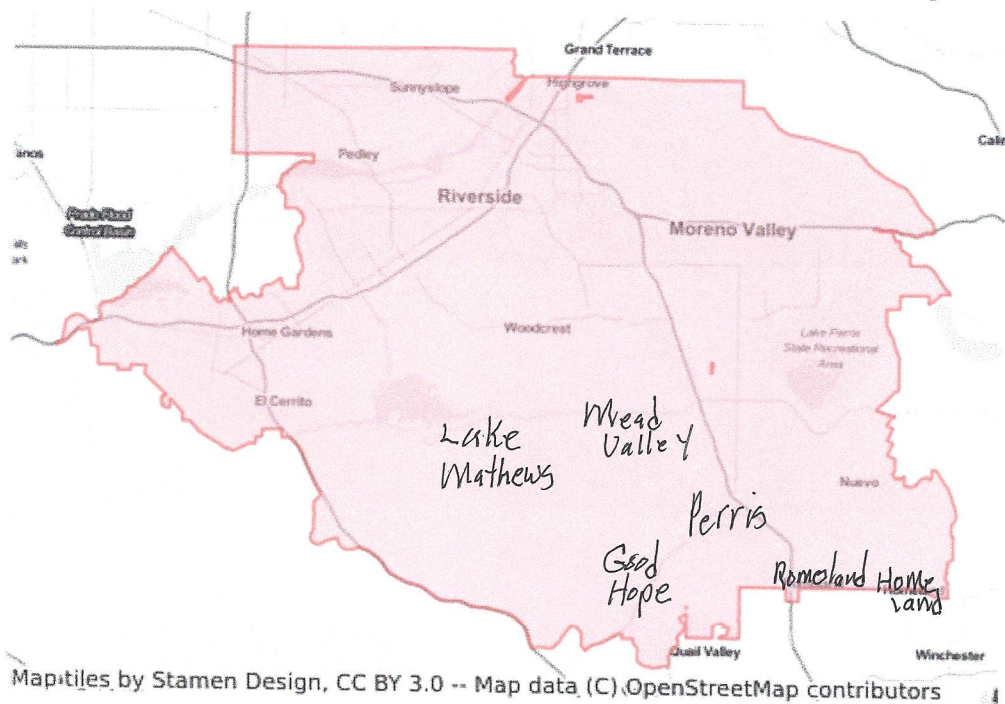 Grand Terrace
Sunnyslope
Highgrove
Pedley
Riverside
Moreno Valley
Home Gardens
Woodcrest
Lake Perris
State Recreational
Area
El Cerrito
Lake
Mathews
Mead
Valley
Nuevo
Perris
Good
Hope
Romoland
Home
Land
Quail Valley
Winchester
Map tiles by Stamen Design, CC BY 3.0 -- Map data (C) OpenStreetMap contributors